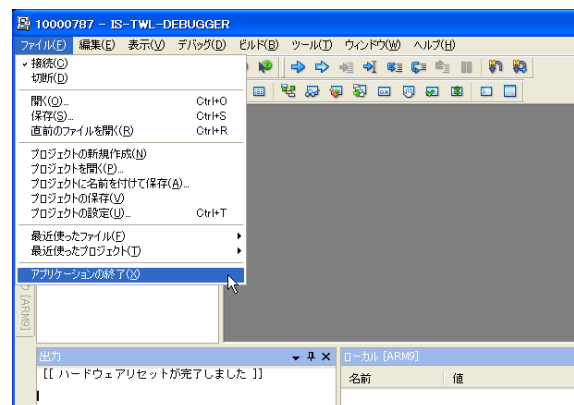 10000787 - IS-TWL-DEBUGGER
ファイル(F) 編集(E) 表示(V) デバッグ(D) ビルド(B) ツール(T) ウィンドウ(W) ヘルプ(H)
接続(C)
切断(D)
開く(O)... Ctrl+O
保存(S)... Ctrl+S
直前のファイルを開く(R) Ctrl+R
プロジェクトの新規作成(N)
プロジェクトを開く(P)...
プロジェクトに名前を付けて保存(A)...
プロジェクトの保存(V)
プロジェクトの設定(U)... Ctrl+T
最近使ったファイル(F)
最近使ったプロジェクト(T)
アプリケーションの終了(X)
[ARM9]
出力
[[ ハードウェアリセットが完了しました ]]
ローカル [ARM9]
名前 値